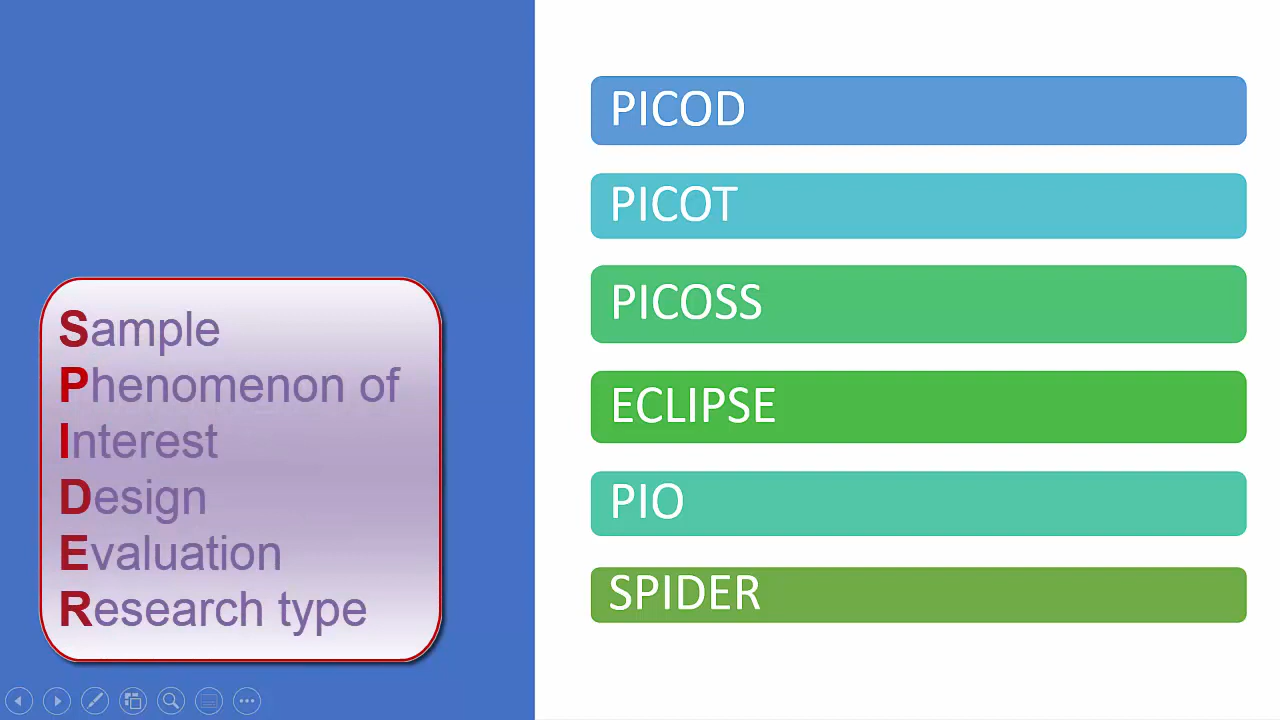 Sample
Phenomenon of
Interest
Design
Evaluation
Research type
PICOD
PICOT
PICOSS
ECLIPSE
PIO
SPIDER